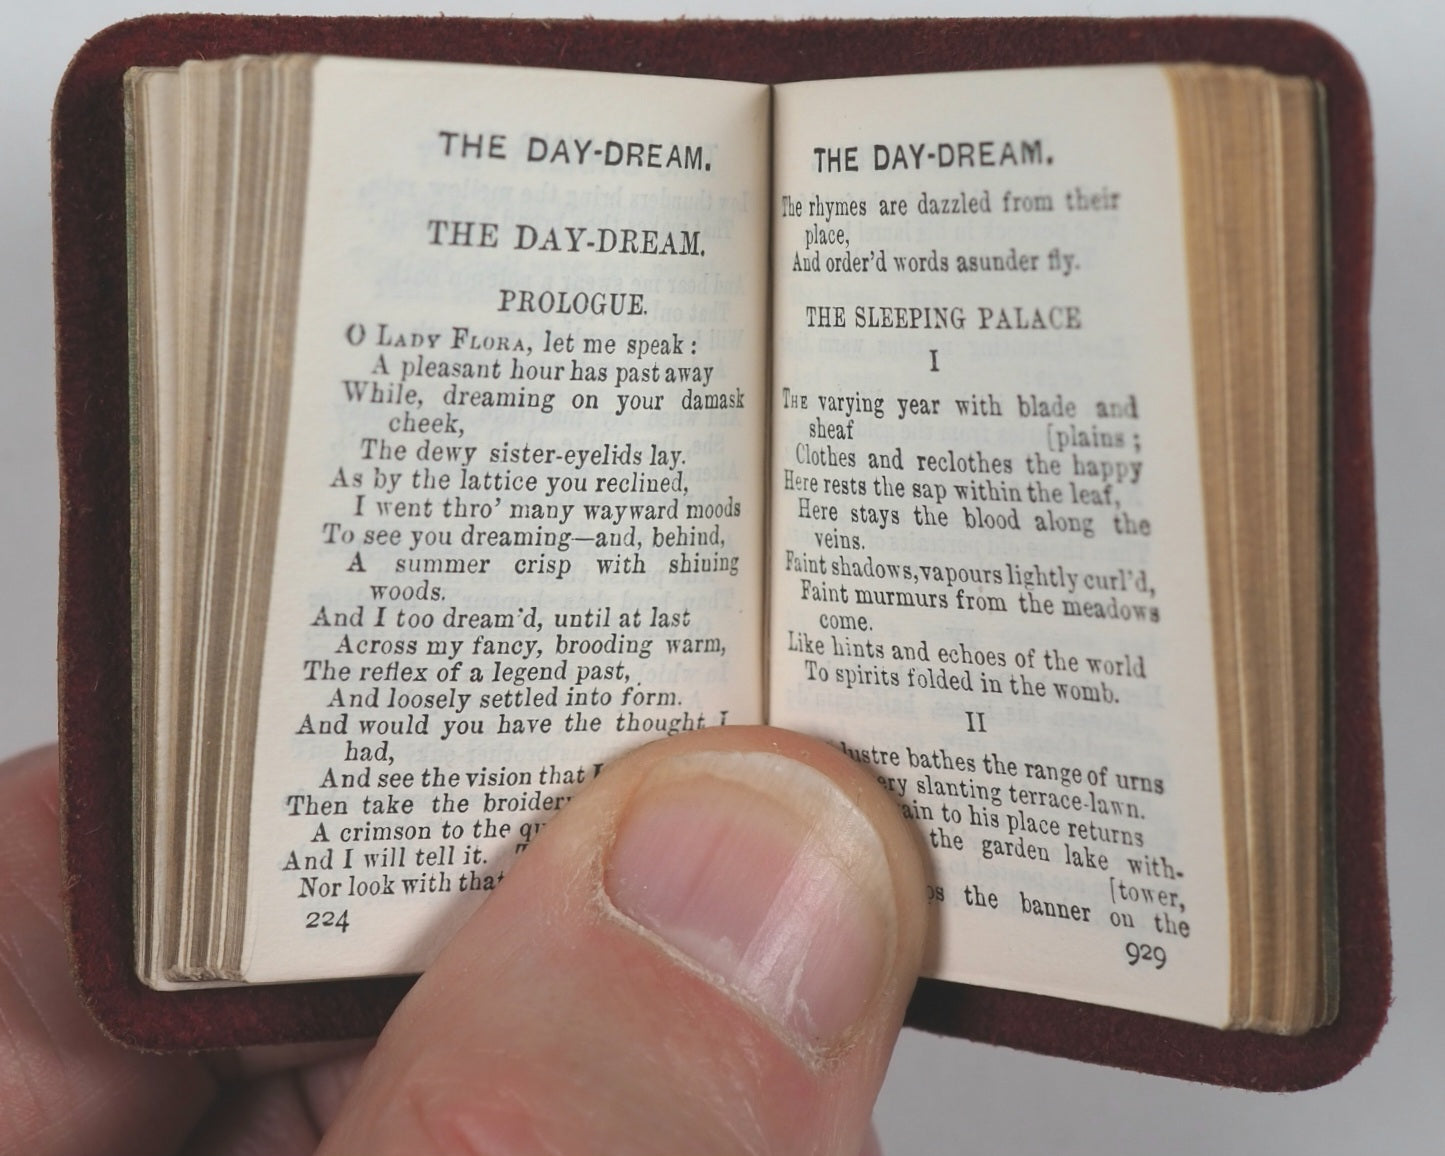 THE DAY-DREAM.
THE DAY-DREAM.
PROLOGUE.
O LADY FLORA, let me speak :
A pleasant hour has past away
While, dreaming on your damask
cheek,
The dewy sister-eyelids lay.
As by the lattice you reclined,
I went thro' many wayward moods
To see you dreaming—and, behind,
A summer crisp with shining
woods.
And I too dream'd, until at last
Across my fancy, brooding warm,
The reflex of a legend past,
And loosely settled into form.
And would you have the thought I
had,
And see the vision that I
Then take the
A crimson to the
And I will tell it.
Nor look with that
224
THE DAY-DREAM.
The rhymes are dazzled from their
place,
And order'd words asunder fly.
THE SLEEPING PALACE
I
THE varying year with blade and
sheaf [plains ;
Clothes and reclothes the happy
Here rests the sap within the leaf,
Here stays the blood along the
veins.
Faint shadows, vapours lightly curl'd,
Faint murmurs from the meadows
come.
Like hints and echoes of the world
To spirits folded in the womb.
II
lustre bathes the range of urns
slanting terrace-lawn.
to his place returns
the garden lake with-
[tower,
the banner on the
929